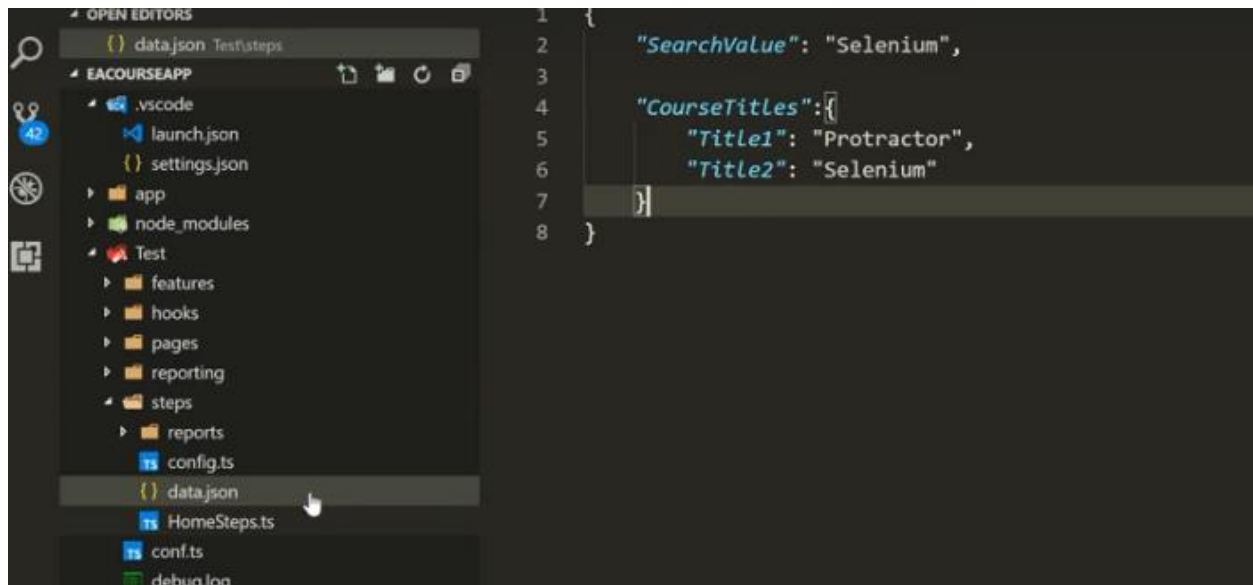 OPEN EDITORS
{} data.json Test\steps
EACOURSEAPP
.vscode
launch.json
{} settings.json
app
node_modules
Test
features
hooks
pages
reporting
steps
reports
TS config.ts
{} data.json
TS HomeSteps.ts
TS conf.ts
debug.log
42
1 {
2 "SearchValue": "Selenium",
3
4 "CourseTitles":{
5 "Title1": "Protractor",
6 "Title2": "Selenium"
7 }
8 }